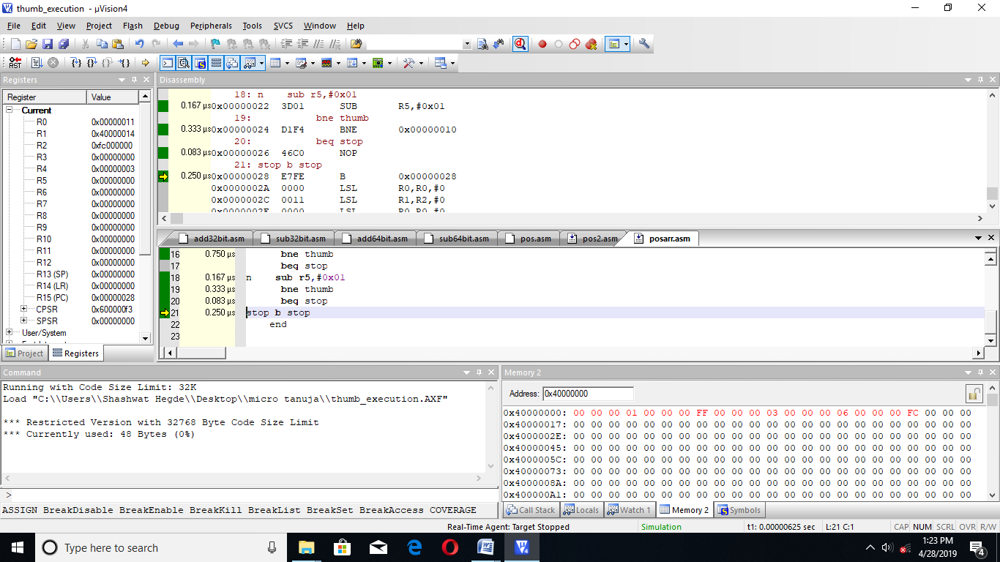 thumb_execution - µVision4
File Edit View Project Flash Debug Peripherals Tools SVCS Window Help
RST
Registers
Register Value
Current
R0 0x00000011
R1 0x40000014
R2 0xfc000000
R3 0x00000000
R4 0x00000003
R5 0x00000000
R6 0x00000000
R7 0x00000000
R8 0x00000000
R9 0x00000000
R10 0x00000000
R11 0x00000000
R12 0x00000000
R13 (SP) 0x00000000
R14 (LR) 0x00000000
R15 (PC) 0x00000028
CPSR 0x600000f3
SPSR 0x00000000
User/System
Project Registers
Disassembly
18: n sub r5,#0x01
0.167 µs 0x00000022 3D01 SUB R5,#0x01
19: bne thumb
0.333 µs 0x00000024 D1F4 BNE 0x00000010
20: beq stop
0.083 µs 0x00000026 46C0 NOP
21: stop b stop
0.250 µs 0x00000028 E7FE B 0x00000028
0x0000002A 0000 LSL R0,R0,#0
0x0000002C 0011 LSL R1,R2,#0
0x0000002E 0000 LSL R0,R0,#0
add32bit.asm sub32bit.asm add64bit.asm sub64bit.asm pos.asm pos2.asm posarr.asm
16 0.750 µs bne thumb
17 beq stop
18 0.167 µs n sub r5,#0x01
19 0.333 µs bne thumb
20 0.083 µs beq stop
21 0.250 µs stop b stop
22 end
23
Command
Running with Code Size Limit: 32K
Load "C:\\Users\\Shashwat Hegde\\Desktop\\micro tanuja\\thumb_execution.AXF"
*** Restricted Version with 32768 Byte Code Size Limit
*** Currently used: 48 Bytes (0%)
>
ASSIGN BreakDisable BreakEnable BreakKill BreakList BreakSet BreakAccess COVERAGE
Memory 2
Address: 0x40000000
0x40000000: 00 00 00 01 00 00 00 FF 00 00 00 03 00 00 00 06 00 00 00 FC 00 00 00
0x40000017: 00 00 00 00 00 00 00 00 00 00 00 00 00 00 00 00 00 00 00 00 00 00 00
0x4000002E: 00 00 00 00 00 00 00 00 00 00 00 00 00 00 00 00 00 00 00 00 00 00 00
0x40000045: 00 00 00 00 00 00 00 00 00 00 00 00 00 00 00 00 00 00 00 00 00 00 00
0x4000005C: 00 00 00 00 00 00 00 00 00 00 00 00 00 00 00 00 00 00 00 00 00 00 00
0x40000073: 00 00 00 00 00 00 00 00 00 00 00 00 00 00 00 00 00 00 00 00 00 00 00
0x4000008A: 00 00 00 00 00 00 00 00 00 00 00 00 00 00 00 00 00 00 00 00 00 00 00
0x400000A1: 00 00 00 00 00 00 00 00 00 00 00 00 00 00 00 00 00 00 00 00 00 00 00
Call Stack Locals Watch 1 Memory 2 Symbols
Real-Time Agent: Target Stopped Simulation t1: 0.00000625 sec L:21 C:1 CAP NUM SCRL OVR R/W
Type here to search
1:23 PM
4/28/2019
4